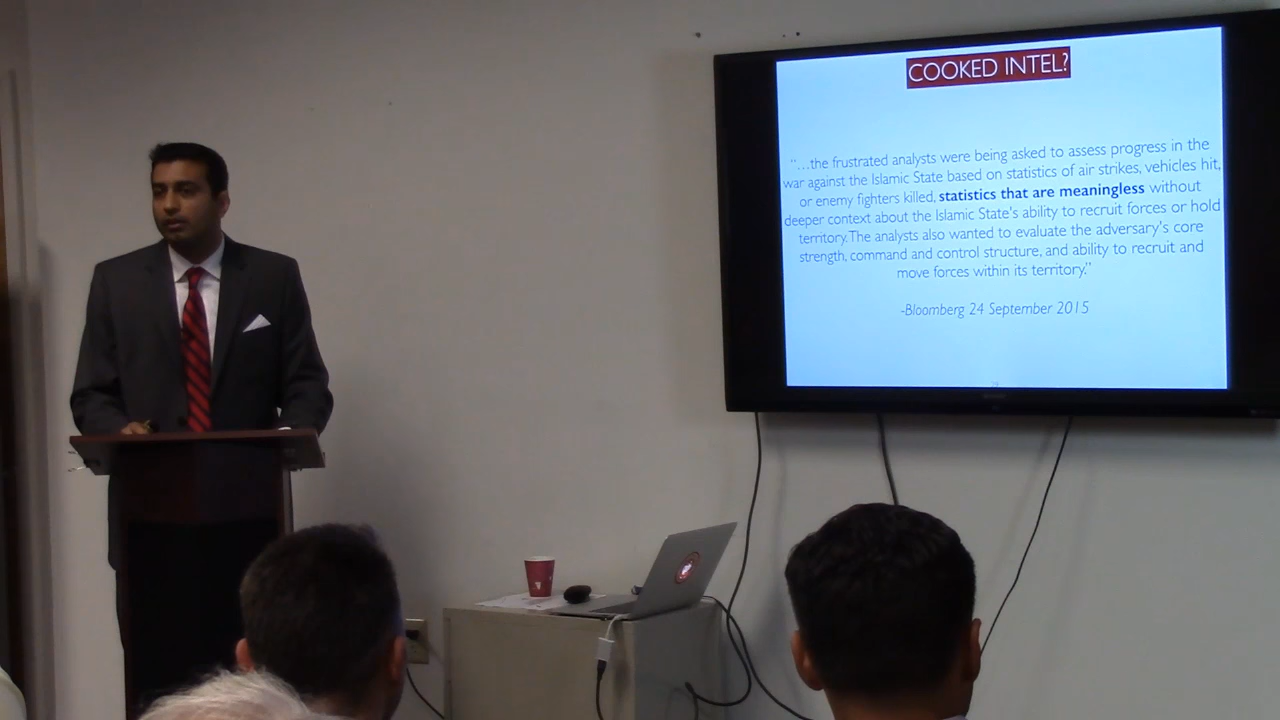 COOKED INTEL?
“…the frustrated analysts were being asked to assess progress in the
war against the Islamic State based on statistics of air strikes, vehicles hit,
or enemy fighters killed, statistics that are meaningless without
deeper context about the Islamic State's ability to recruit forces or hold
territory. The analysts also wanted to evaluate the adversary's core
strength, command and control structure, and ability to recruit and
move forces within its territory.”
-Bloomberg 24 September 2015